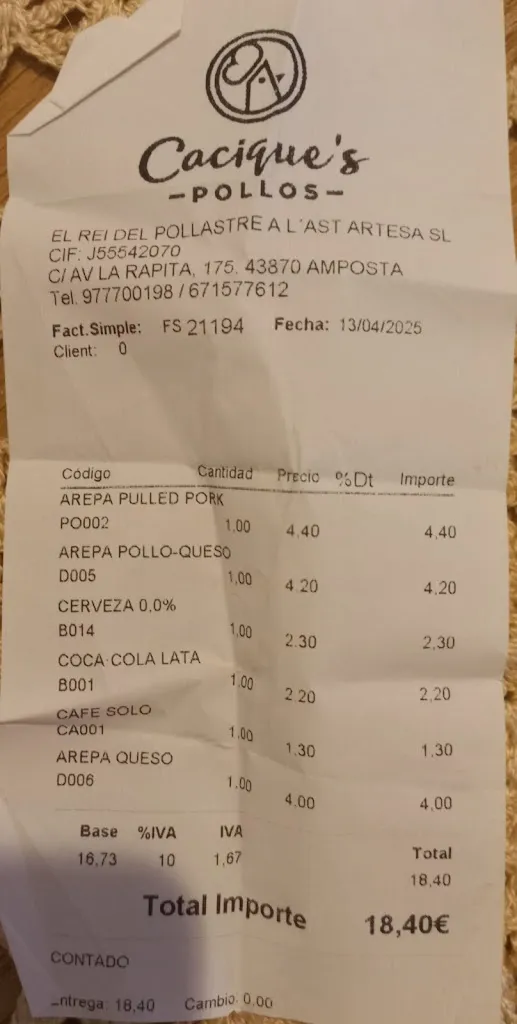 Cacique's
-POLLOS-
EL REI DEL POLLASTRE A L'AST ARTESA SL
CIF: J55542070
C/ AV LA RAPITA, 175. 43870 AMPOSTA
Tel. 977700198 / 671577612
Fact.Simple: FS 21194 Fecha: 13/04/2025
Client: 0
Código Cantidad Precio %Dt Importe
AREPA PULLED PORK
PO002 1,00 4,40 4,40
AREPA POLLO-QUESO
D005 1,00 4,20 4,20
CERVEZA 0,0%
B014 1,00 2,30 2,30
COCA-COLA LATA
B001 1,00 2,20 2,20
CAFE SOLO
CA001 1,00 1,30 1,30
AREPA QUESO
D006 1,00 4,00 4,00
Base %IVA IVA Total
16,73 10 1,67 18,40
Total Importe 18,40€
CONTADO
Entrega: 18,40 Cambio: 0,00